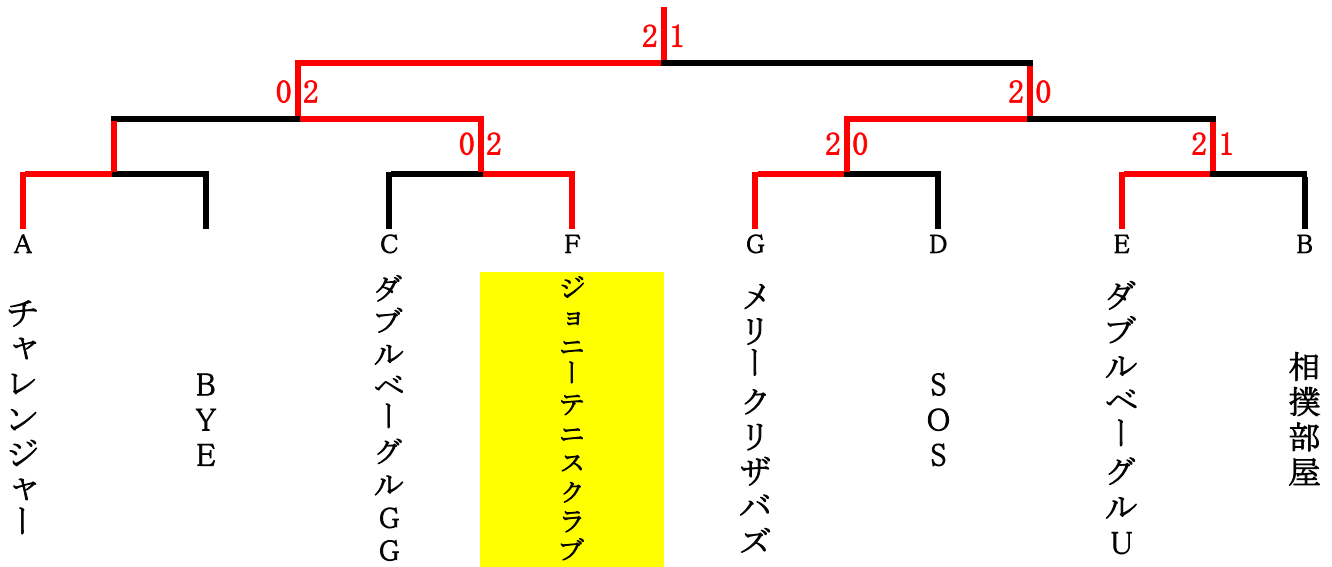 2 1
0 2
2 0
0 2
2 0
2 1
A
C
F
G
D
E
B
チャレンジャー
BYE
ダブルベーグルGG
ジョニーテニスクラブ
メリークリザバズ
SOS
ダブルベーグルU
相撲部屋